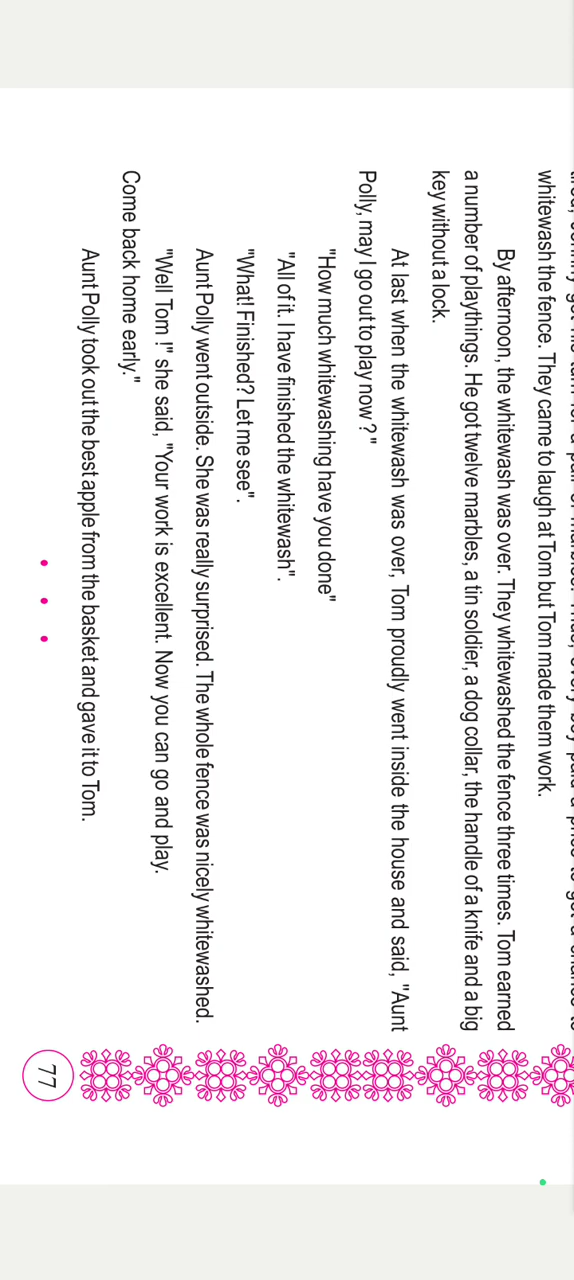 whitewash the fence. They came to laugh at Tom but Tom made them work.
By afternoon, the whitewash was over. They whitewashed the fence three times. Tom earned
a number of playthings. He got twelve marbles, a tin soldier, a dog collar, the handle of a knife and a big
key without a lock.
At last when the whitewash was over, Tom proudly went inside the house and said, "Aunt
Polly, may I go out to play now ?"
"How much whitewashing have you done"
"All of it. I have finished the whitewash".
"What! Finished? Let me see".
Aunt Polly went outside. She was really surprised. The whole fence was nicely whitewashed.
"Well Tom !" she said, "Your work is excellent. Now you can go and play.
Come back home early."
Aunt Polly took out the best apple from the basket and gave it to Tom.
77